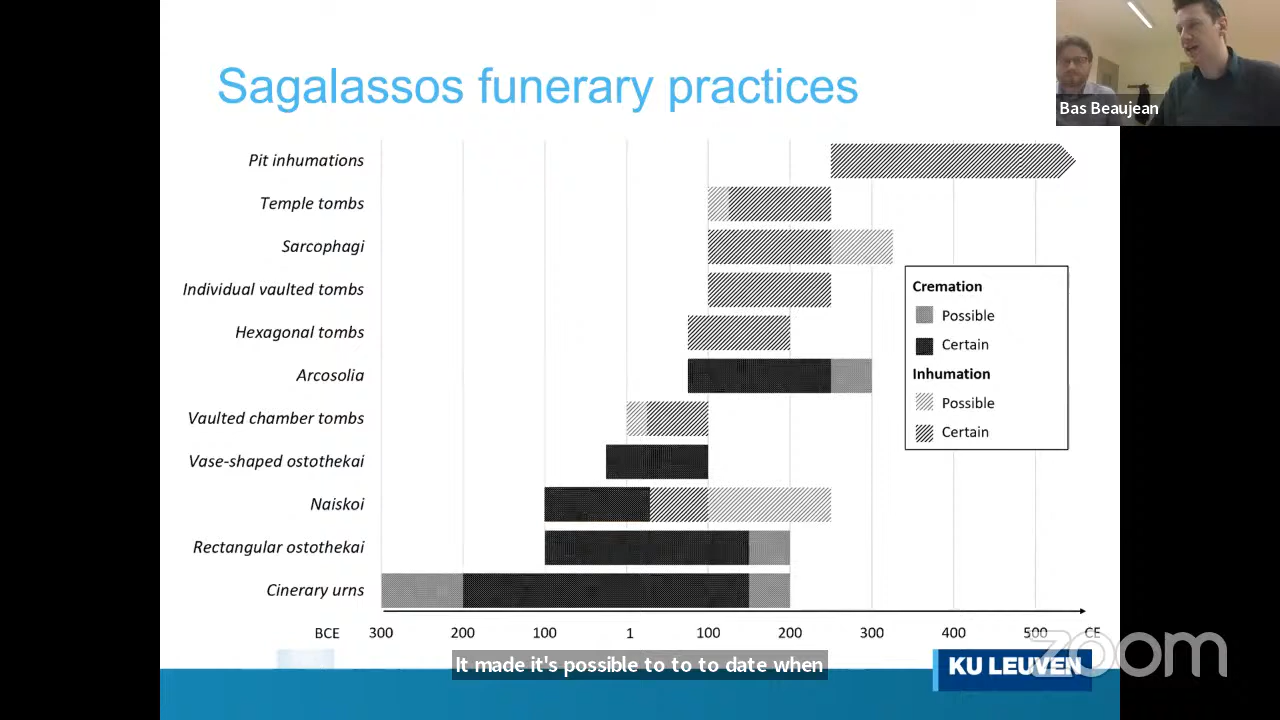 Sagalassos funerary practices
Bas Beaujean
Pit inhumations
Temple tombs
Sarcophagi
Individual vaulted tombs
Hexagonal tombs
Arcosolia
Vaulted chamber tombs
Vase-shaped ostothekai
Naiskoi
Rectangular ostothekai
Cinerary urns
Cremation
Possible
Certain
Inhumation
Possible
Certain
BCE 300 200 100 1 100 200 300 400 500 CE
It made it's possible to to to date when
KU LEUVEN
zoom